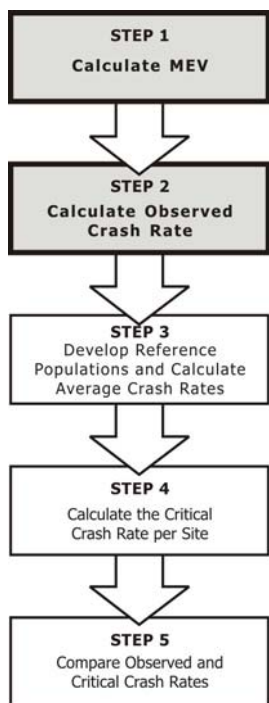 STEP 1
Calculate MEV
STEP 2
Calculate Observed
Crash Rate
STEP 3
Develop Reference
Populations and Calculate
Average Crash Rates
STEP 4
Calculate the Critical
Crash Rate per Site
STEP 5
Compare Observed and
Critical Crash Rates